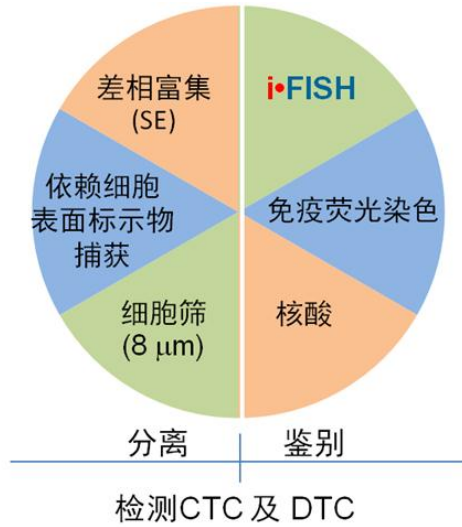 差相富集
(SE)
依赖细胞
表面标示物
捕获
细胞筛
(8 μm)
i•FISH
免疫荧光染色
核酸
分离
鉴别
检测CTC 及 DTC